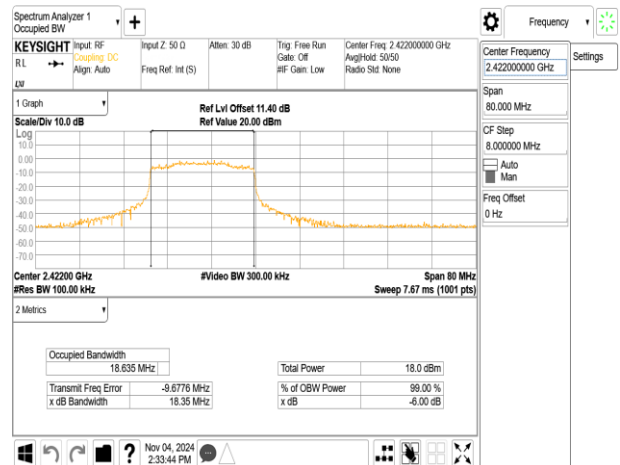 Spectrum Analyzer 1
Occupied BW
+
Frequency
KEYSIGHT
Input: RF
Coupling: DC
Align: Auto
Input Z: 50 Ω
Freq Ref: Int (S)
Atten: 30 dB
Trig: Free Run
Gate: Off
#IF Gain: Low
Center Freq: 2.422000000 GHz
Avg|Hold: 50/50
Radio Std: None
RL
LXI
Center Frequency
2.422000000 GHz
Settings
Span
80.000 MHz
CF Step
8.000000 MHz
Auto
Man
Freq Offset
0 Hz
1 Graph
Scale/Div 10.0 dB
Ref Lvl Offset 11.40 dB
Ref Value 20.00 dBm
Log
10.0
0.00
-10.0
-20.0
-30.0
-40.0
-50.0
-60.0
-70.0
Center 2.42200 GHz
#Res BW 100.00 kHz
#Video BW 300.00 kHz
Span 80 MHz
Sweep 7.67 ms (1001 pts)
2 Metrics
Occupied Bandwidth
18.635 MHz
Transmit Freq Error -9.6776 MHz
x dB Bandwidth 18.35 MHz
Total Power 18.0 dBm
% of OBW Power 99.00 %
x dB -6.00 dB
?
Nov 04, 2024
2:33:44 PM